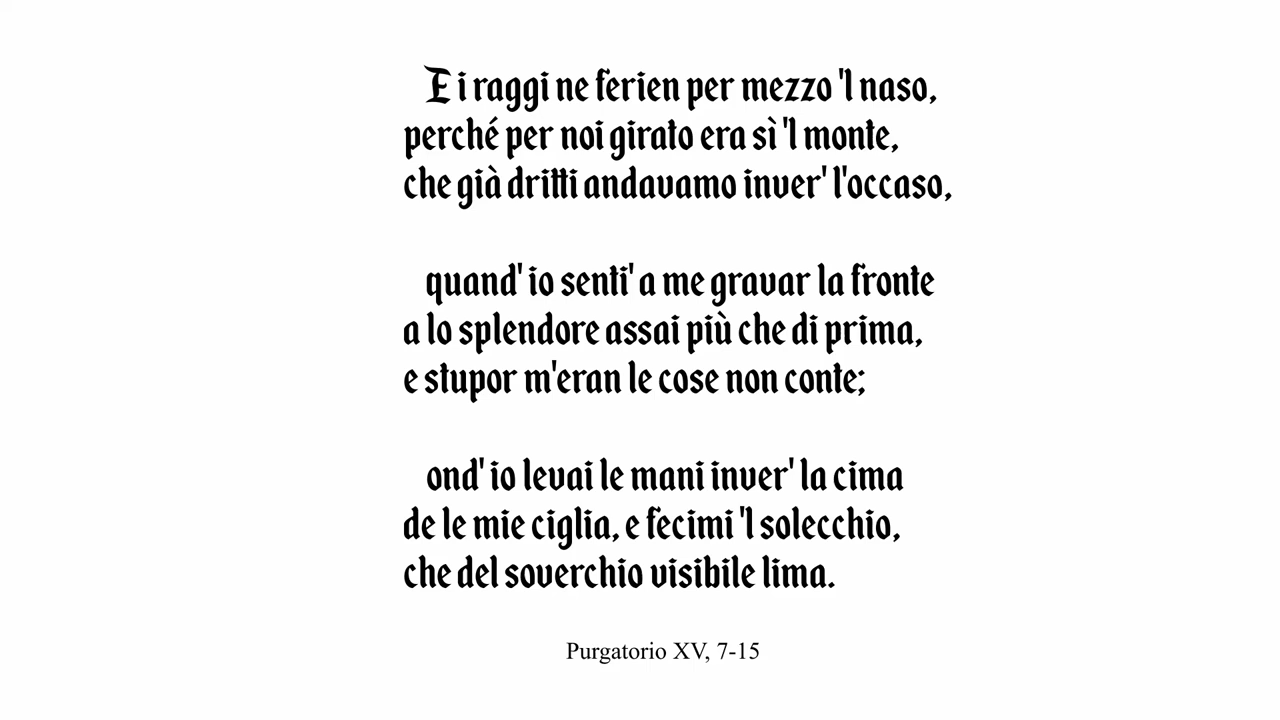 E i raggi ne ferien per mezzo 'l naso,
perché per noi girato era sì 'l monte,
che già dritti andavamo inver' l'occaso,
quand' io senti' a me gravar la fronte
a lo splendore assai più che di prima,
e stupor m'eran le cose non conte;
ond' io levai le mani inver' la cima
de le mie ciglia, e fecimi 'l solecchio,
che del soverchio visibile lima.
Purgatorio XV, 7-15